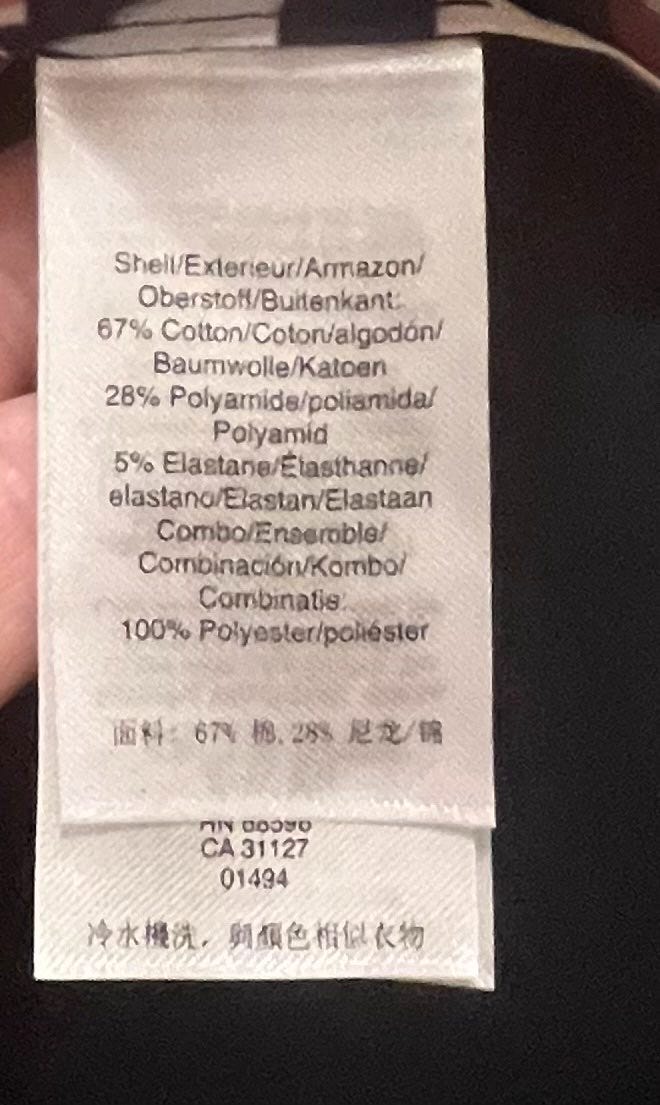 Shell/Exterieur/Armazon/
Oberstoff/Buitenkant:
67% Cotton/Coton/algodón/
Baumwolle/Katoen
28% Polyamide/poliamida/
Polyamid
5% Elastane/Élasthanne/
elastano/Elastan/Elastaan
Combo/Ensemble/
Combinación/Kombo/
Combinatie:
100% Polyester/poliéster
面料: 67% 棉, 28% 尼龙/锦
CA 31127
01494
冷水機洗, 與顏色相似衣物